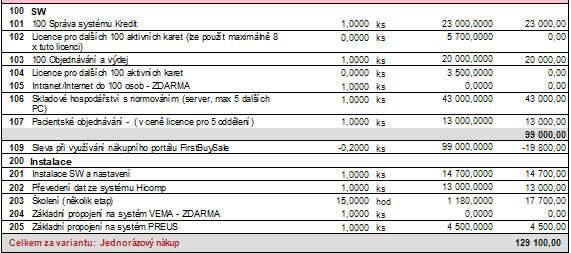 100 SW
101 100 Správa systému Kredit 1,0000 ks 23 000,0000 23 000,00
102 Licence pro dalších 100 aktivních karet (lze použít maximálně 8 0,0000 ks 5 700,0000 0,00
x tuto licenci)
103 100 Objednávání a výdej 1,0000 ks 20 000,0000 20 000,00
104 Licence pro dalších 100 aktivních karet 0,0000 ks 3 500,0000 0,00
105 Intranet/Internet do 100 osob - ZDARMA 1,0000 ks 0,0000 0,00
106 Skladové hospodářství s normováním (server, max 5 dalších 1,0000 ks 43 000,0000 43 000,00
PC)
107 Pacientské objednávání - ( v ceně licence pro 5 oddělení ) 1,0000 ks 13 000,0000 13 000,00
99 000,00
109 Sleva při využívání nákupního portálu FirstBuySale -0,2000 ks 99 000,0000 -19 800,00
200 Instalace
201 Instalace SW a nastavení 1,0000 ks 14 700,0000 14 700,00
202 Převedení dat ze systému Hicomp 1,0000 ks 13 000,0000 13 000,00
203 Školení (několik etap) 15,0000 hod 1 180,0000 17 700,00
204 Základní propojení na systém VEMA - ZDARMA 1,0000 ks 0,0000 0,00
205 Základní propojení na systém PREUS 1,0000 ks 4 500,0000 4 500,00
Celkem za variantu: Jednorázový nákup 129 100,00